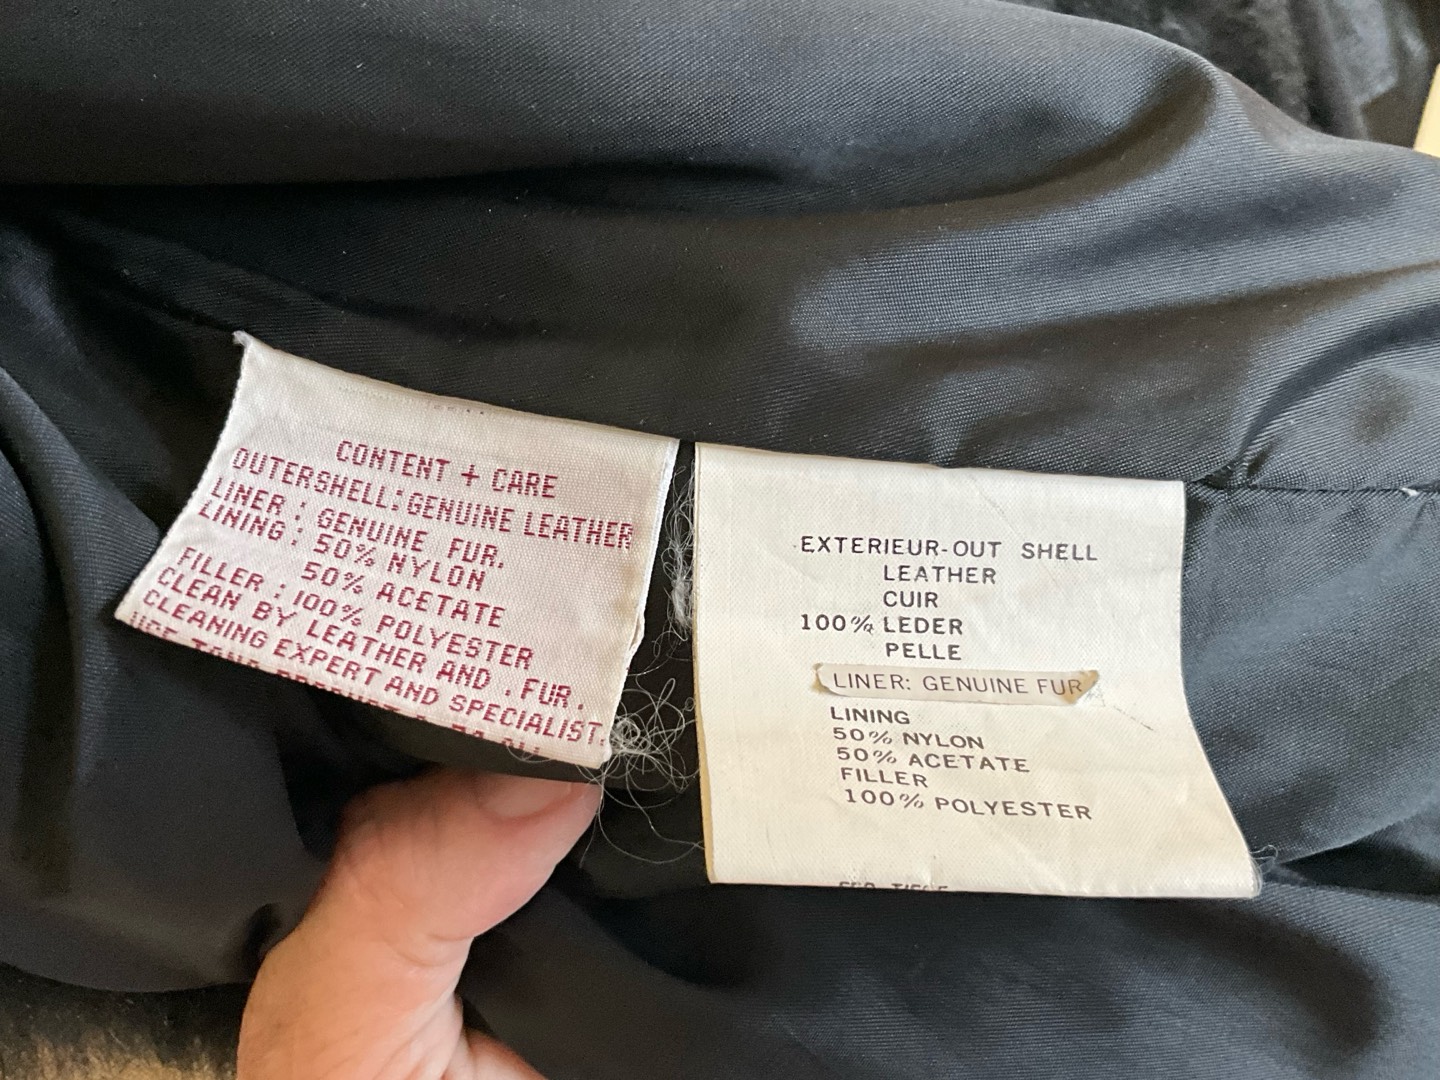 CONTENT + CARE
OUTERSHELL: GENUINE LEATHER
LINER : GENUINE FUR.
LINING : 50% NYLON
50% ACETATE
FILLER : 100% POLYESTER
CLEAN BY LEATHER AND . FUR.
CLEANING EXPERT AND SPECIALIST.
EXTERIEUR-OUT SHELL
LEATHER
CUIR
100% LEDER
PELLE
LINER: GENUINE FUR
LINING
50% NYLON
50% ACETATE
FILLER
100% POLYESTER